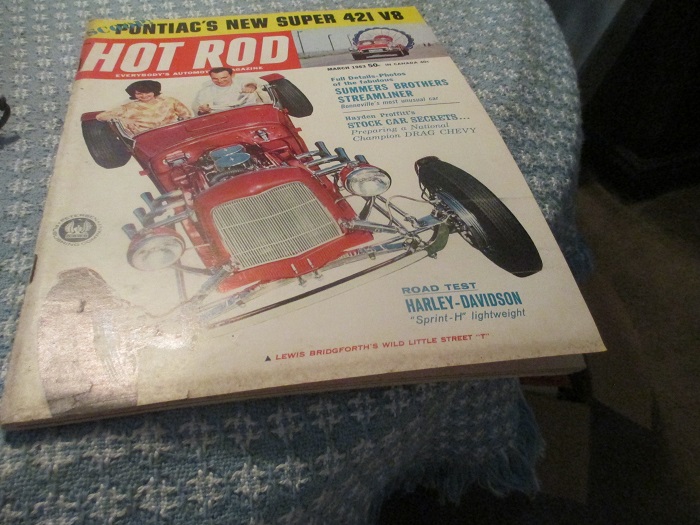 PONTIAC'S NEW SUPER 421 V8
HOT ROD
EVERYBODY'S AUTOMOTIVE MAGAZINE
MARCH 1962 50c IN CANADA
Full Details-Photos
of the fabulous
SUMMERS BROTHERS
STREAMLINER
Bonneville's most unusual car
Hayden Proffitt's
STOCK CAR SECRETS...
Preparing a National
Champion DRAG CHEVY
ROAD TEST
HARLEY-DAVIDSON
"Sprint-H" lightweight
▲ LEWIS BRIDGFORTH'S WILD LITTLE STREET "T"